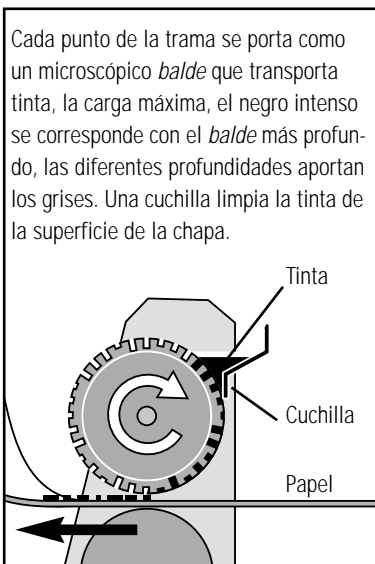 Cada punto de la trama se porta como
un microscópico balde que transporta
tinta, la carga máxima, el negro intenso
se corresponde con el balde más profun-
do, las diferentes profundidades aportan
los grises. Una cuchilla limpia la tinta de
la superficie de la chapa.
Tinta
Cuchilla
Papel